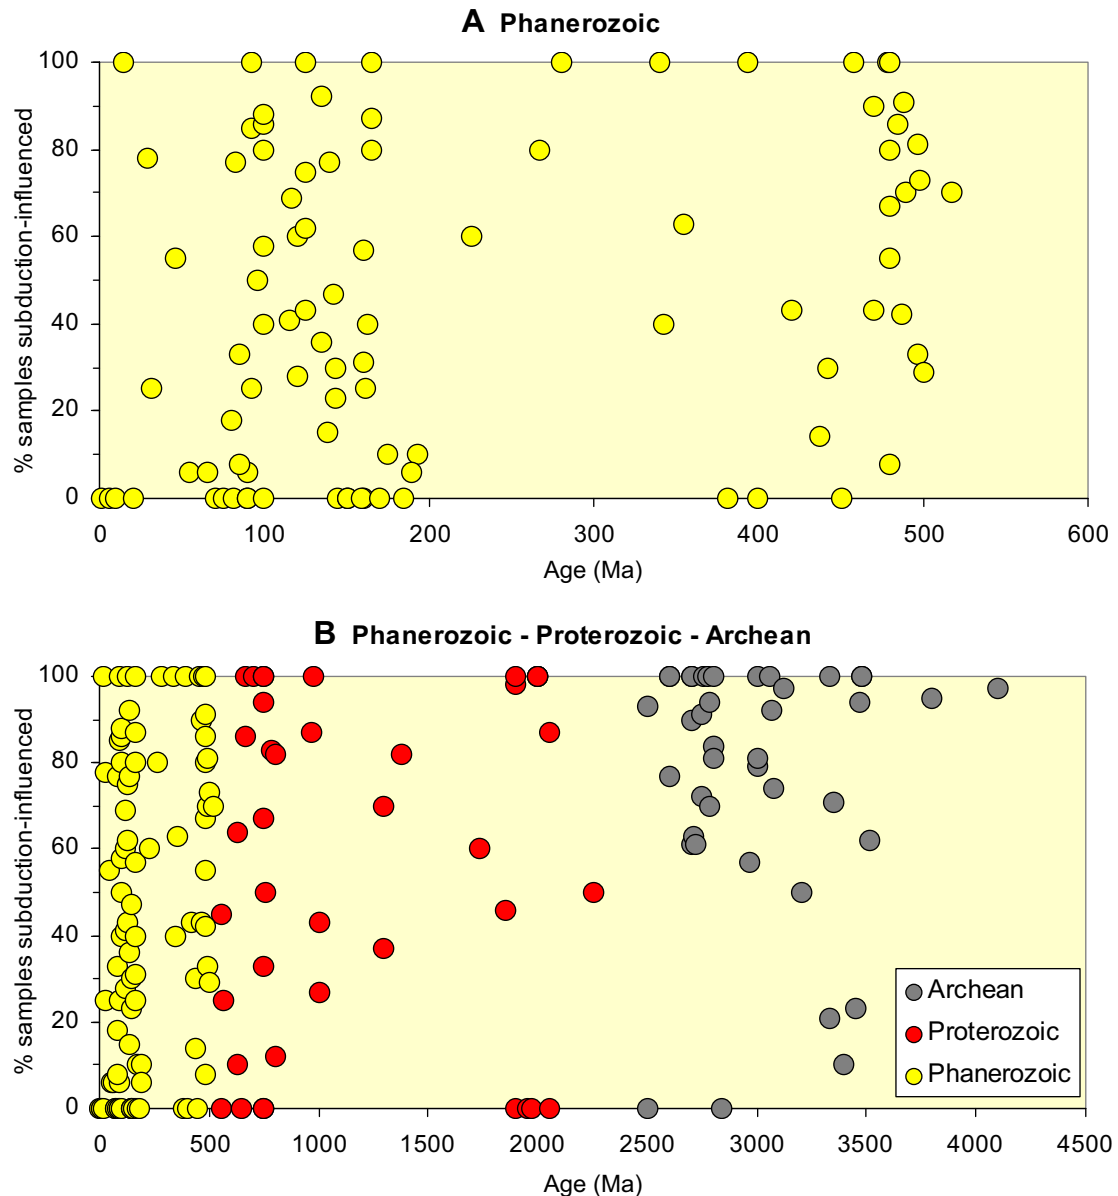 A Phanerozoic
% samples subduction-influenced
100
80
60
40
20
0
0 100 200 300 400 500 600
Age (Ma)
B Phanerozoic - Proterozoic - Archean
% samples subduction-influenced
100
80
60
40
20
0
Archean
Proterozoic
Phanerozoic
0 500 1000 1500 2000 2500 3000 3500 4000 4500
Age (Ma)